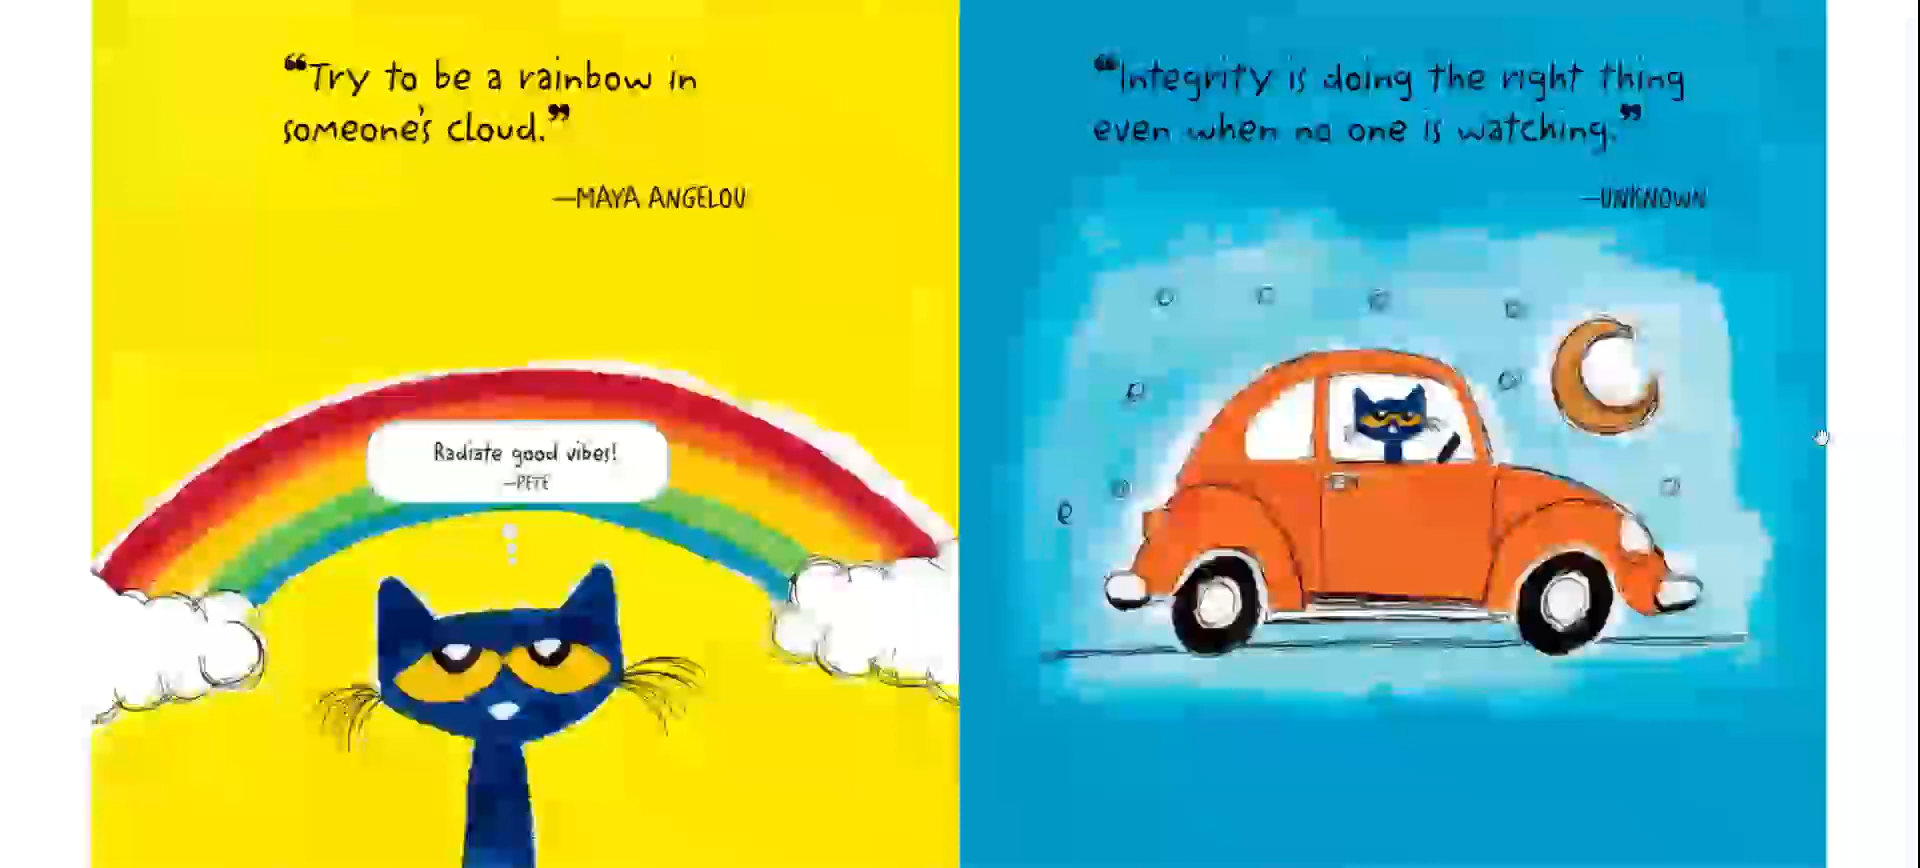 “Try to be a rainbow in
someone's cloud.”
—MAYA ANGELOU
Radiate good vibes!
—PETE
“Integrity is doing the right thing
even when no one is watching.”
—UNKNOWN